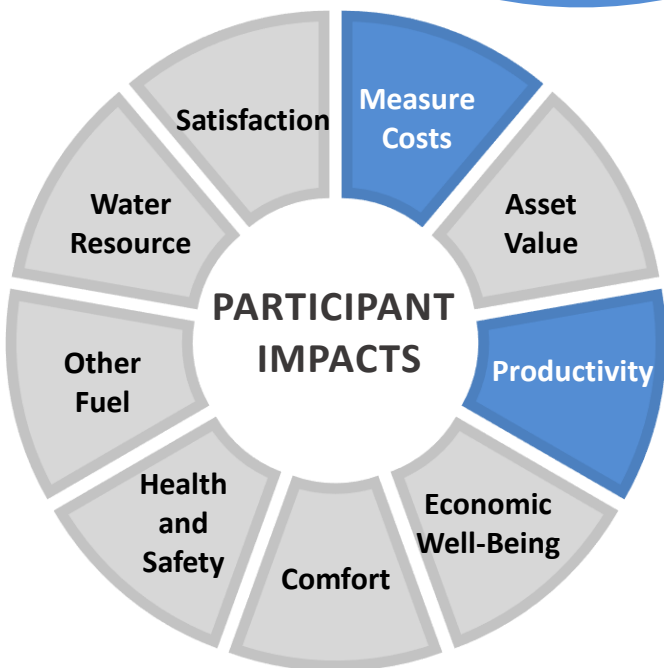 PARTICIPANT
IMPACTS
Measure
Costs
Asset
Value
Productivity
Economic
Well-Being
Comfort
Health
and
Safety
Other
Fuel
Water
Resource
Satisfaction